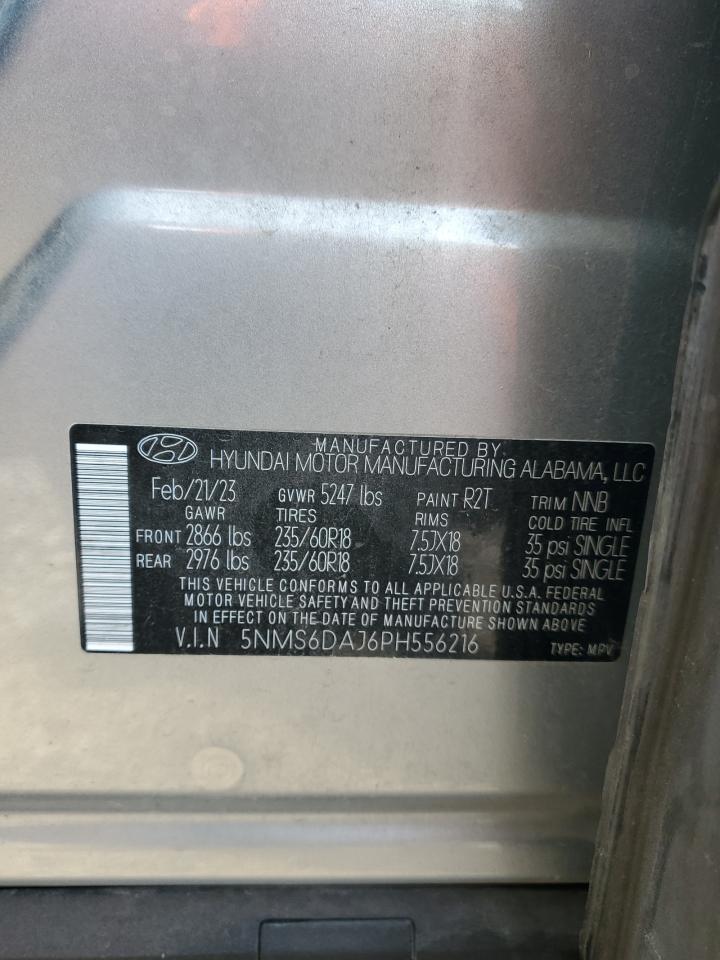 MANUFACTURED BY:
HYUNDAI MOTOR MANUFACTURING ALABAMA, LLC
Feb/21/23 GVWR 5247 lbs PAINT R2T TRIM NNB
GAWR TIRES RIMS COLD TIRE INFL
FRONT 2866 lbs 235/60R18 7.5JX18 35 psi SINGLE
REAR 2976 lbs 235/60R18 7.5JX18 35 psi SINGLE
THIS VEHICLE CONFORMS TO ALL APPLICABLE U.S.A. FEDERAL
MOTOR VEHICLE SAFETY AND THEFT PREVENTION STANDARDS
IN EFFECT ON THE DATE OF MANUFACTURE SHOWN ABOVE.
V.I.N 5NMS6DAJ6PH556216 TYPE: MPV